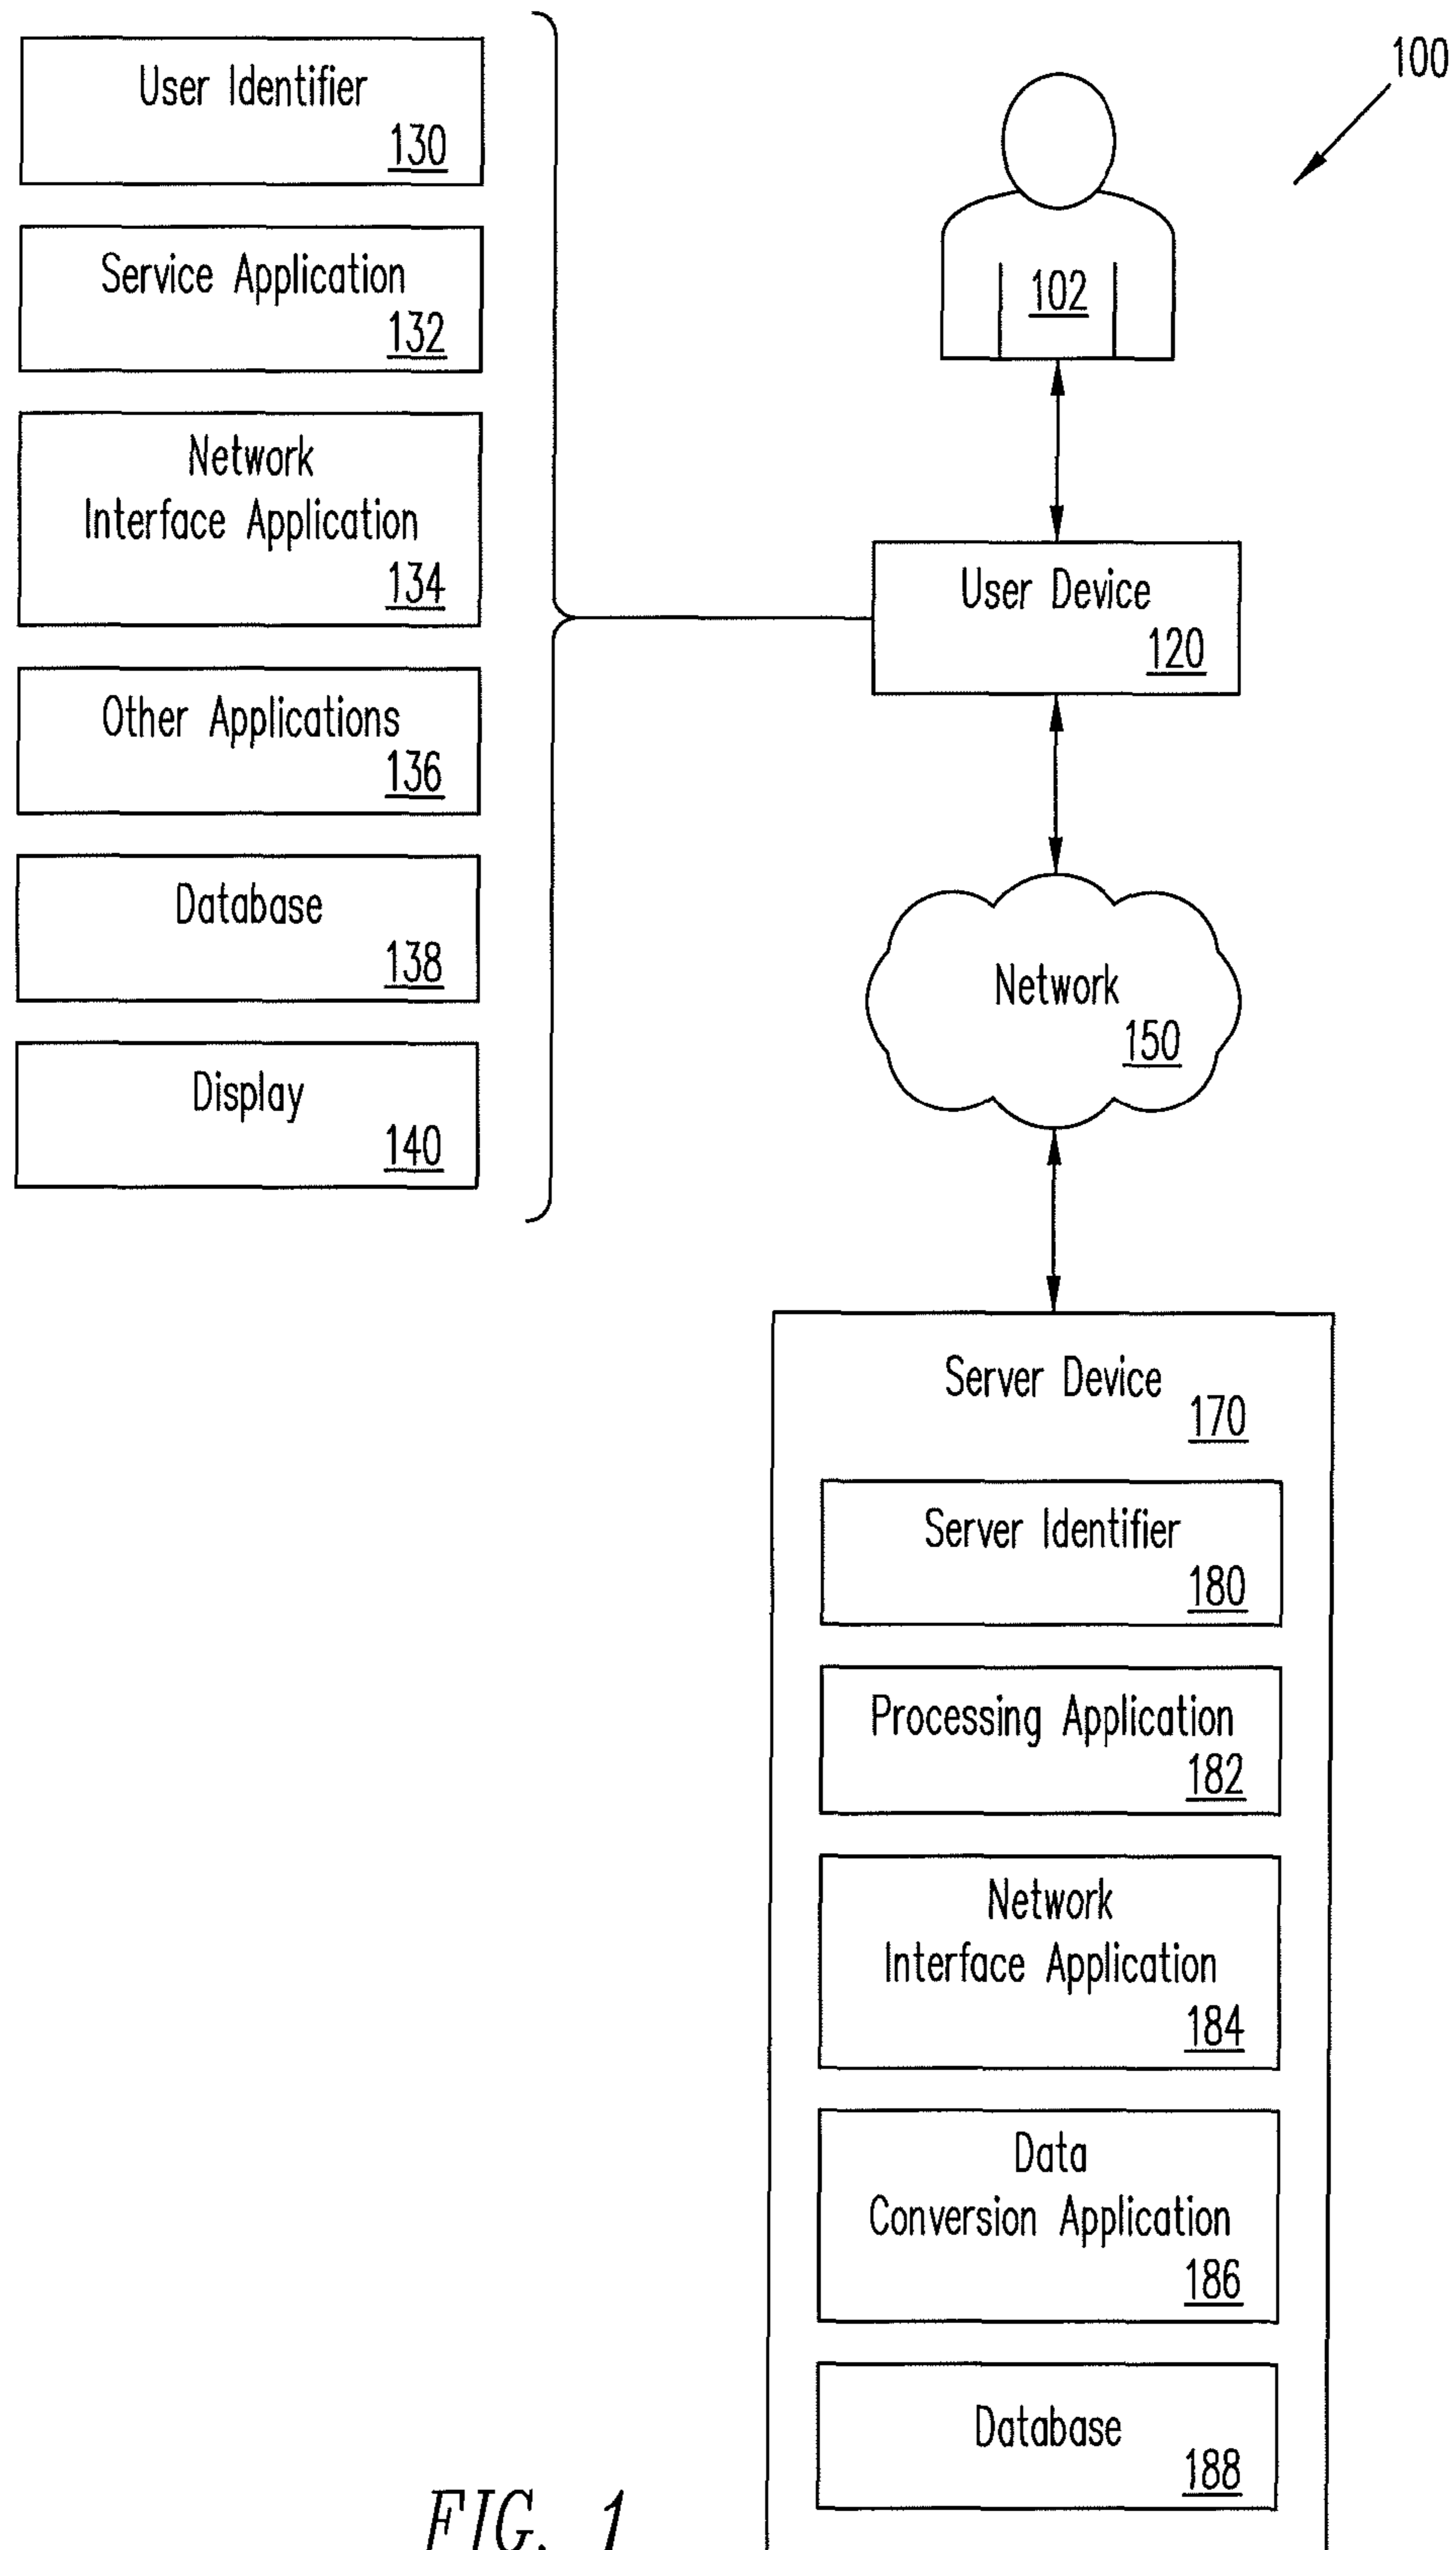 User Identifier
130
Service Application
132
Network
Interface Application
134
Other Applications
136
Database
138
Display
140
100
102
User Device
120
Network
150
Server Device
170
Server Identifier
180
Processing Application
182
Network
Interface Application
184
Data
Conversion Application
186
Database
188
FIG. 1